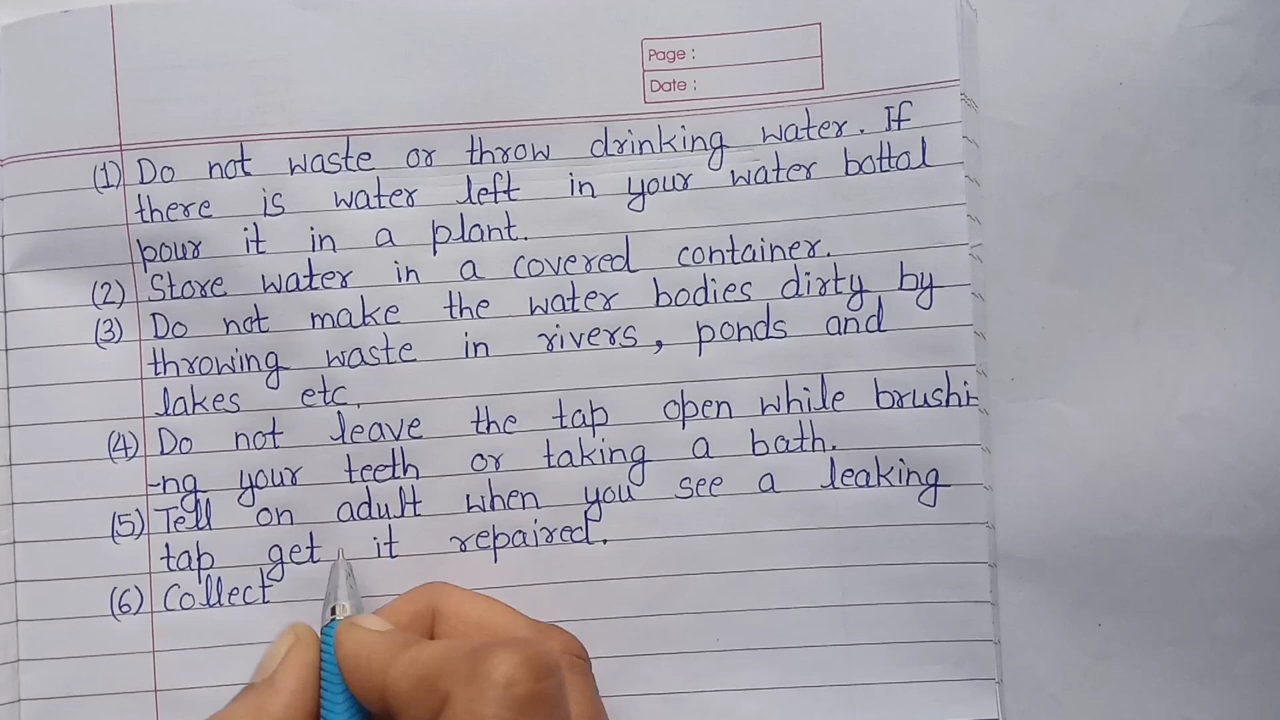 Page :
Date :
(1) Do not waste or throw drinking water. If
there is water left in your water bottal
pour it in a plant.
(2) Store water in a covered container.
(3) Do not make the water bodies dirty by
throwing waste in rivers, ponds and
lakes etc.
(4) Do not leave the tap open while brushi
-ng your teeth or taking a bath.
(5) Tell on adult when you see a leaking
tap get it repaired.
(6) Collect